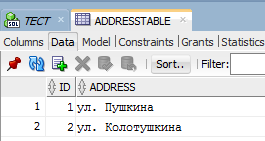 SQL ТЕСТ ADDRESSTABLE
Columns Data Model Constraints Grants Statistics
Sort.. Filter:
ID ADDRESS
1 1 ул. Пушкина
2 2 ул. Колотушкина